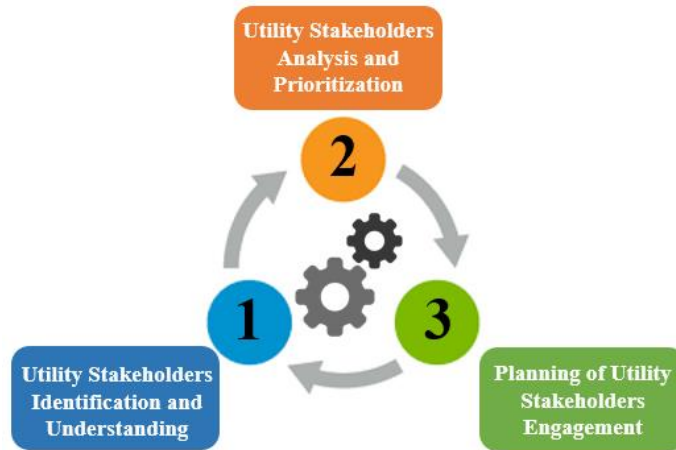 Utility Stakeholders
Analysis and
Prioritization
2
1
3
Utility Stakeholders
Identification and
Understanding
Planning of Utility
Stakeholders
Engagement